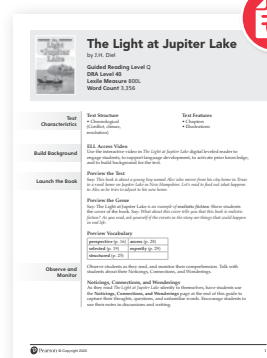 The Light
at Jupiter
Lake
The Light at Jupiter Lake
by J.H. Diel
Guided Reading Level Q
DRA Level 40
Lexile Measure 800L
Word Count 3,356
Text
Characteristics
Text Structure
• Chronological
(Conflict, climax,
resolution)
Text Features
• Chapters
• Illustrations
Build Background
ELL Access Video
Use the interactive video in The Light at Jupiter Lake digital leveled reader to
engage students, to support language development, to activate prior knowledge,
and to build background for the text.
Launch the Book
Preview the Text
Say: This book is about a young boy named Alec who moves from his city home in Texas
to a rural home on Jupiter Lake in New Hampshire. Let's read to find out what happens
to Alec as he tries to adjust to his new home.
Preview the Genre
Say: The Light at Jupiter Lake is an example of realistic fiction. Show students
the cover of the book. Say: What about this cover tells you that this book is realistic
fiction? As you read, ask yourself if the events in the story are things that could happen
in real life.
Preview Vocabulary
perspective (p. 16) access (p. 28)
selected (p. 19) expertly (p. 29)
structured (p. 25)
Observe and
Monitor
Observe students as they read, and monitor their comprehension. Talk with
students about their Noticings, Connections, and Wonderings.
Noticings, Connections, and Wonderings
As they read The Light at Jupiter Lake silently to themselves, have students use
the Noticings, Connections, and Wonderings page at the end of this guide to
capture their thoughts, questions, and unfamiliar words. Encourage students to
use their notes in discussions and writing.
Pearson © Copyright 2020
1